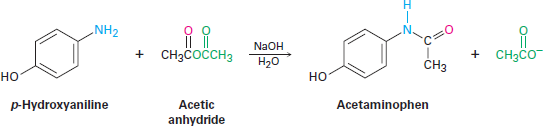 NH₂ + CH₃COCCH₃ O O NaOH H₂O H N C O CH₃ + CH₃CO⁻ O
HO HO
p-Hydroxyaniline Acetic anhydride Acetaminophen